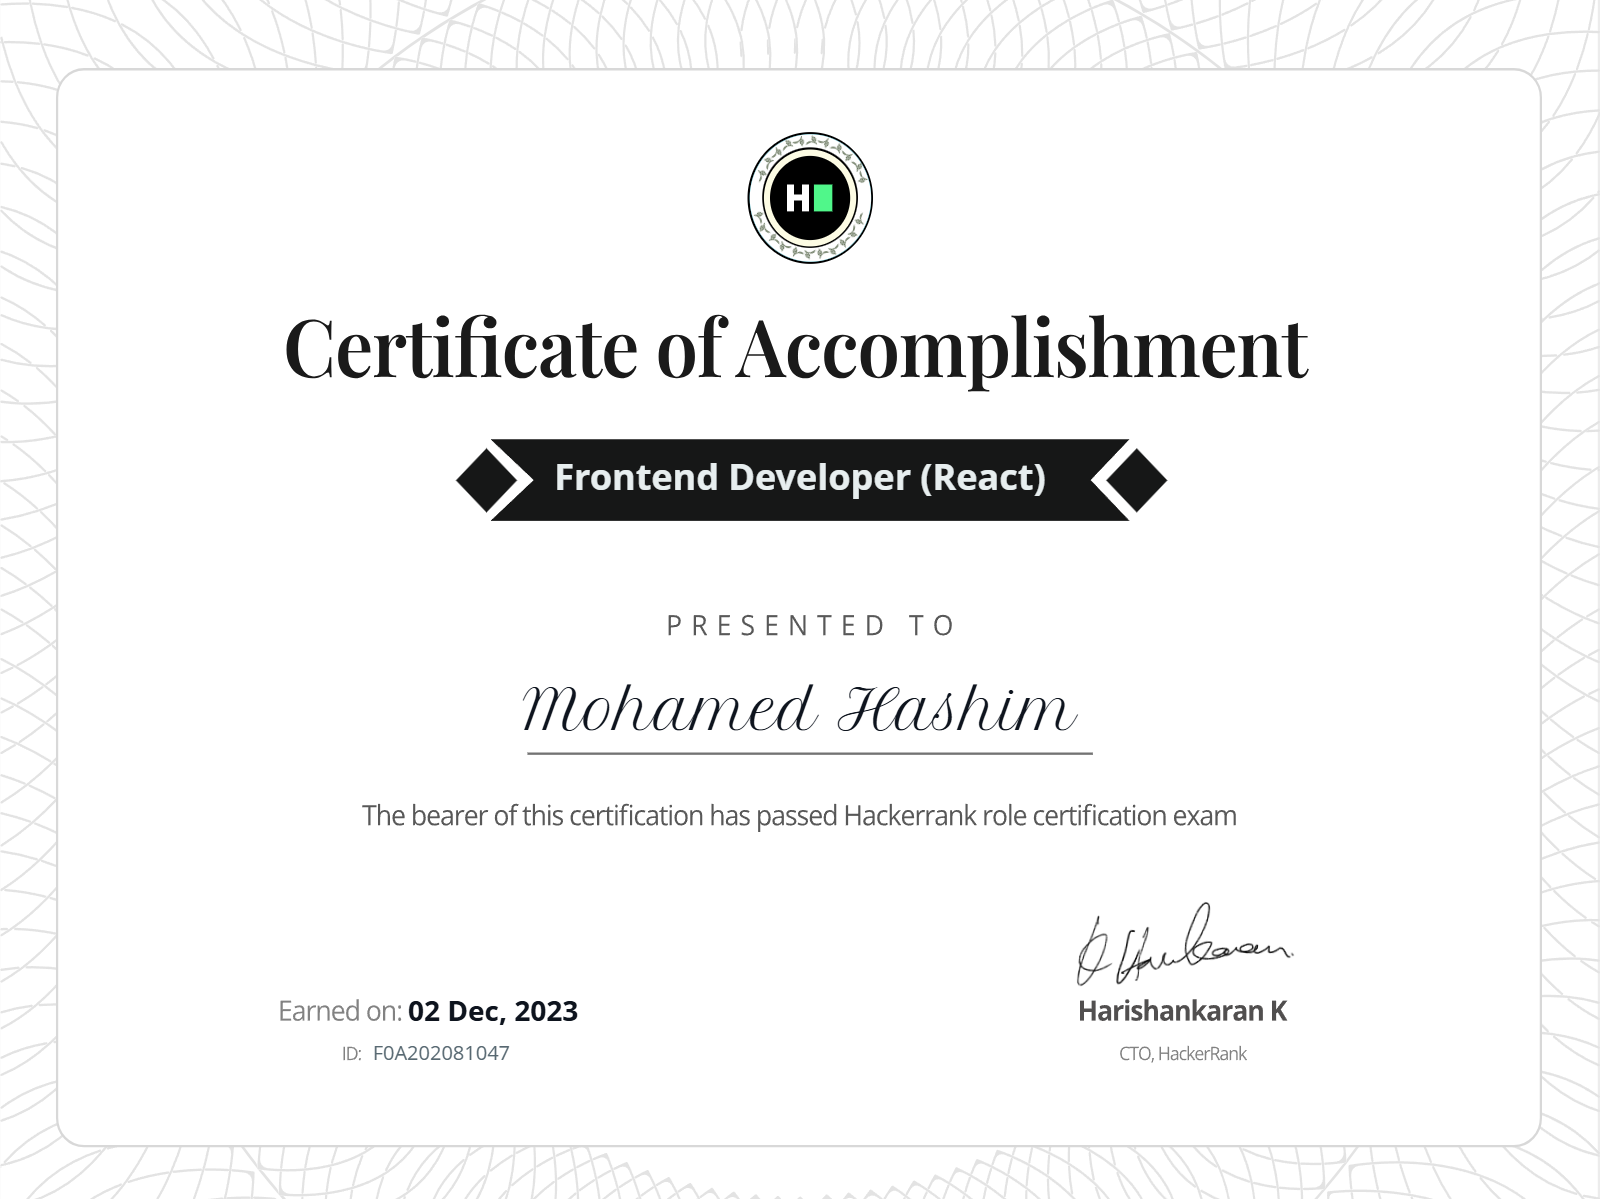 H
Certificate of Accomplishment
Frontend Developer (React)
PRESENTED TO
Mohamed Hashim
The bearer of this certification has passed Hackerrank role certification exam
Earned on: 02 Dec, 2023
ID: F0A202081047
Harishankaran K
CTO, HackerRank